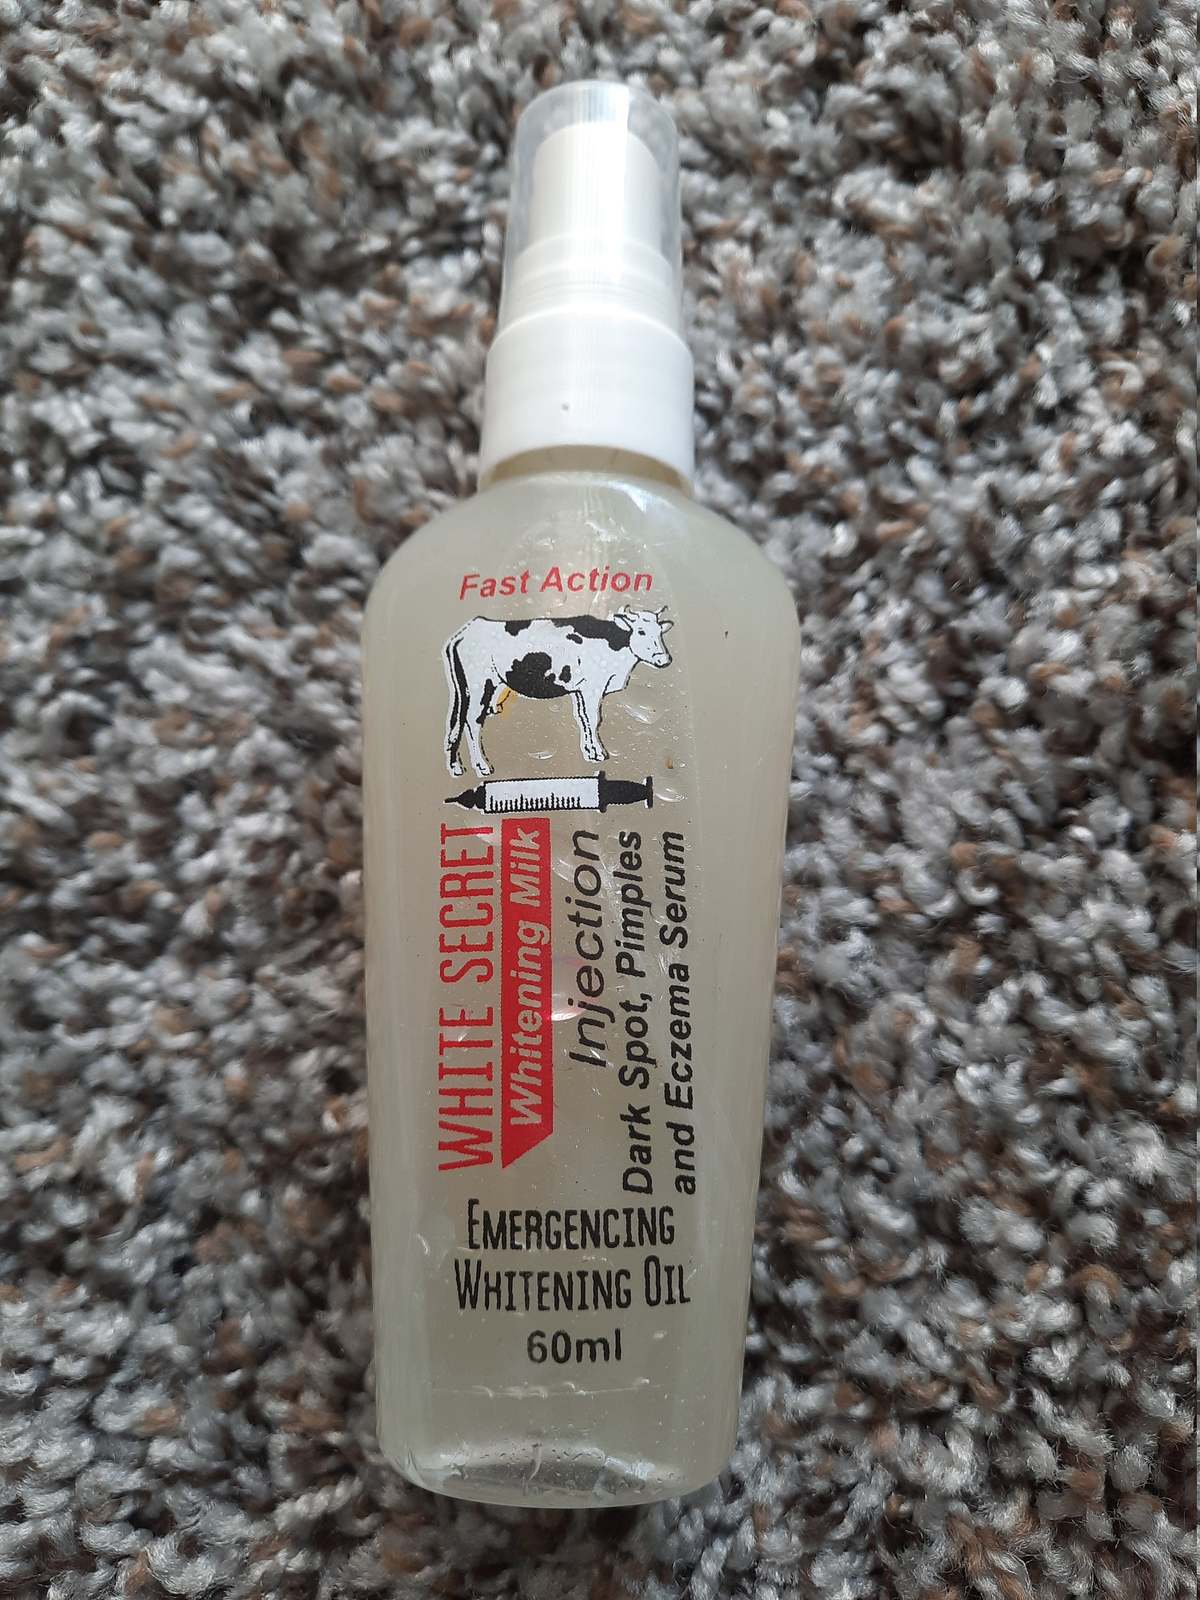 Fast Action
WHITE SECRET
Whitening Milk
Injection
Dark Spot, Pimples
and Eczema Serum
EMERGENCING
WHITENING OIL
60ml